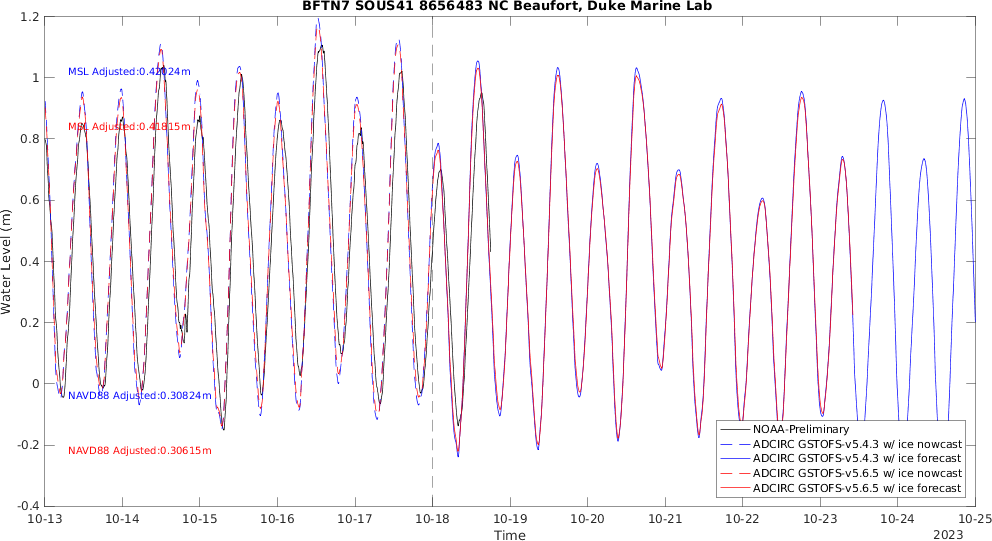 BFTN7 SOUS41 8656483 NC Beaufort, Duke Marine Lab
Water Level (m)
1.2
1
0.8
0.6
0.4
0.2
0
-0.2
-0.4
MSL Adjusted:0.42024m
MSL Adjusted:0.41815m
NAVD88 Adjusted:0.30824m
NAVD88 Adjusted:0.30615m
NOAA-Preliminary
ADCIRC GSTOFS-v5.4.3 w/ ice nowcast
ADCIRC GSTOFS-v5.4.3 w/ ice forecast
ADCIRC GSTOFS-v5.6.5 w/ ice nowcast
ADCIRC GSTOFS-v5.6.5 w/ ice forecast
10-13 10-14 10-15 10-16 10-17 10-18 10-19 10-20 10-21 10-22 10-23 10-24 10-25
Time
2023